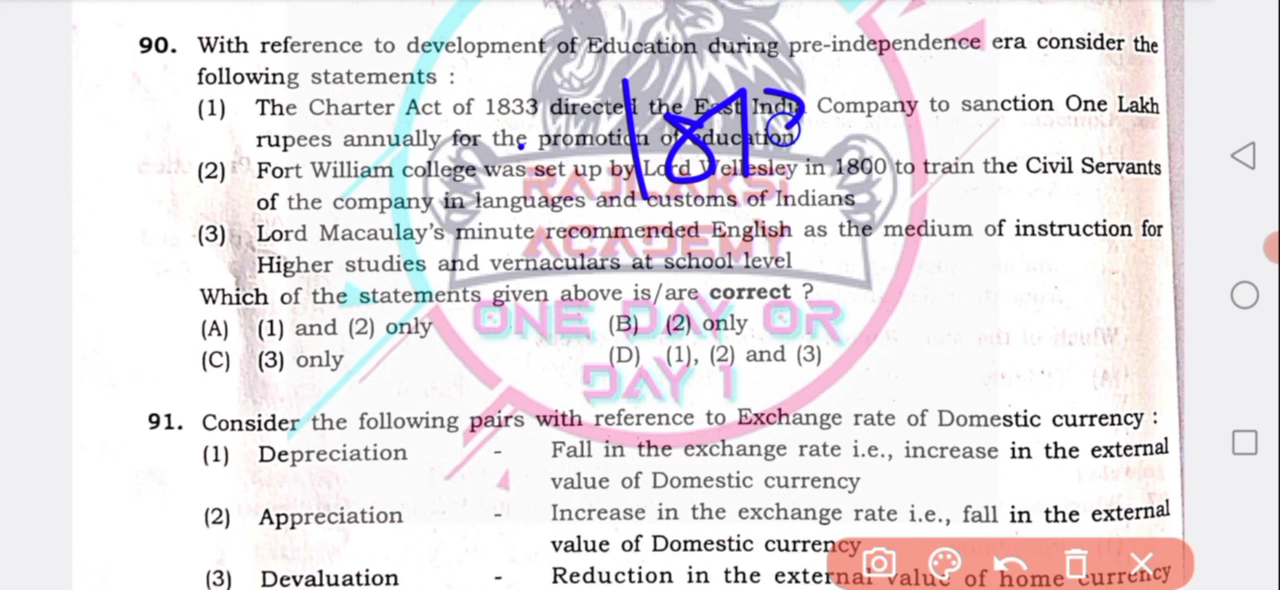 90. With reference to development of Education during pre-independence era consider the
following statements :
(1) The Charter Act of 1833 directed the East India Company to sanction One Lakh
rupees annually for the promotion of education
1813
(2) Fort William college was set up by Lord Wellesley in 1800 to train the Civil Servants
of the company in languages and customs of Indians
(3) Lord Macaulay's minute recommended English as the medium of instruction for
Higher studies and vernaculars at school level
Which of the statements given above is/are correct ?
(A) (1) and (2) only (B) (2) only
(C) (3) only (D) (1), (2) and (3)
RAJLAKSI
ACADEMY
ONE DAY OR
DAY 1
91. Consider the following pairs with reference to Exchange rate of Domestic currency :
(1) Depreciation - Fall in the exchange rate i.e., increase in the external
value of Domestic currency
(2) Appreciation - Increase in the exchange rate i.e., fall in the external
value of Domestic currency
(3) Devaluation - Reduction in the external value of home currency